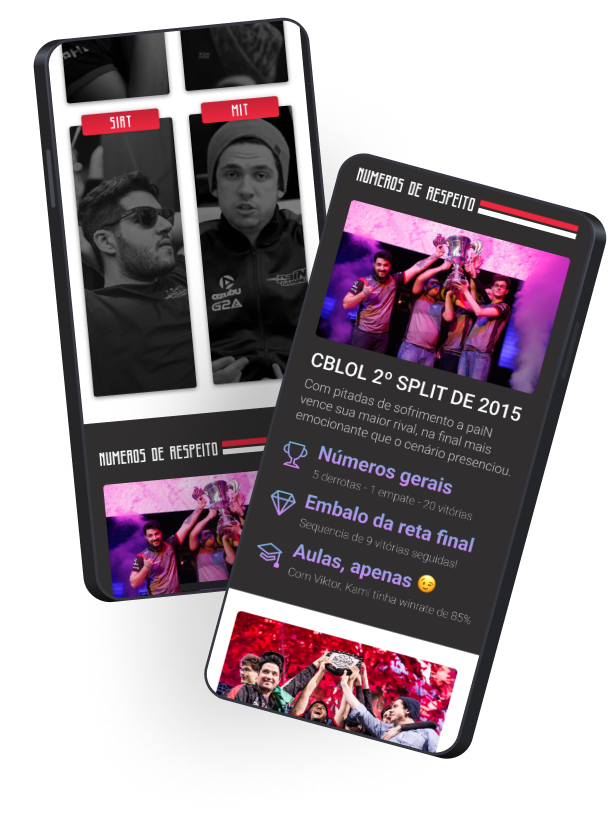 SIRT
MIT
azubu
G2A
NUMEROS DE RESPEITO
NUMEROS DE RESPEITO
CBLOL 2º SPLIT DE 2015
Com pitadas de sofrimento a paiN
vence sua maior rival, na final mais
emocionante que o cenário presenciou.
Números gerais
5 derrotas - 1 empate - 20 vitórias
Embalo da reta final
Sequencia de 9 vitórias seguidas!
Aulas, apenas 😉
Com Viktor, Kami tinha winrate de 85%